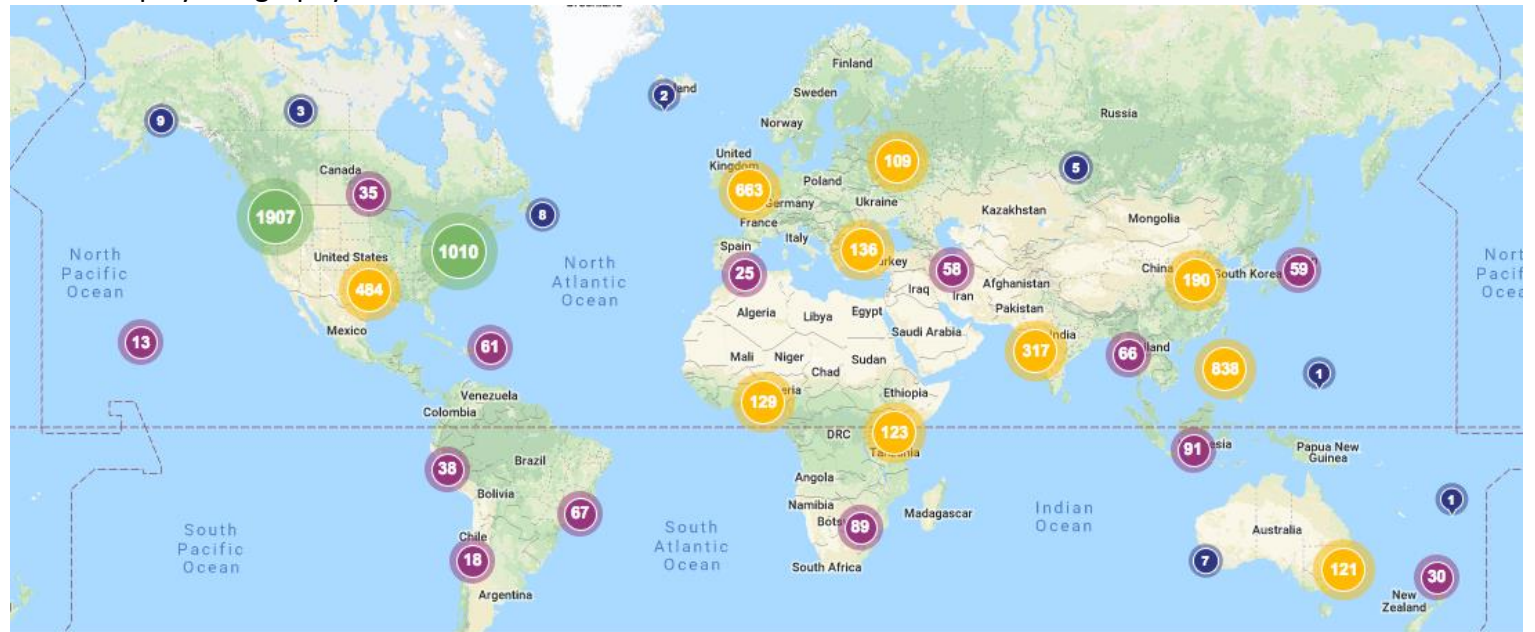 9
3
2
and
Finland
Sweden
Norway
Russia
United
Kingdom
663
109
5
Canada
35
Poland
Germany
Ukraine
Kazakhstan
Mongolia
1907
8
France
1010
North
Pacific
Ocean
United States
Italy
136
Spain
25
North
Atlantic
Ocean
58
China
190
South Korea
59
484
Iraq
Iran
Afghanistan
Pakistan
Algeria
Libya
Egypt
Saudi Arabia
Mexico
13
61
317
India
66
838
1
Mali
Niger
Chad
Sudan
Ethiopia
129
Venezuela
Colombia
DRC
123
Tanzania
91
esia
Papua New
Guinea
38
Brazil
Bolivia
67
Angola
Namibia
Bots
89
Madagascar
Indian
Ocean
1
South
Pacific
Ocean
Chile
18
South
Atlantic
Ocean
South Africa
7
Australia
121
30
New
Zealand
Argentina